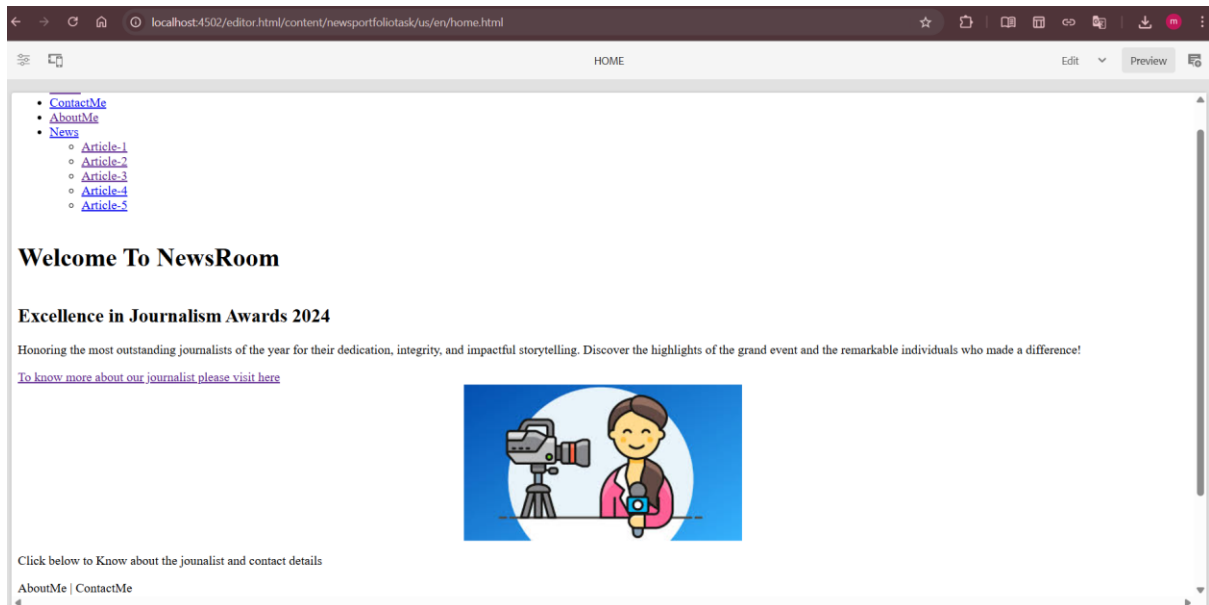 localhost:4502/editor.html/content/newsportfoliotask/us/en/home.html
m
HOME
Edit
Preview
ContactMe
AboutMe
News
Article-1
Article-2
Article-3
Article-4
Article-5
Welcome To NewsRoom
Excellence in Journalism Awards 2024
Honoring the most outstanding journalists of the year for their dedication, integrity, and impactful storytelling. Discover the highlights of the grand event and the remarkable individuals who made a difference!
To know more about our journalist please visit here
Click below to Know about the jounalist and contact details
AboutMe | ContactMe